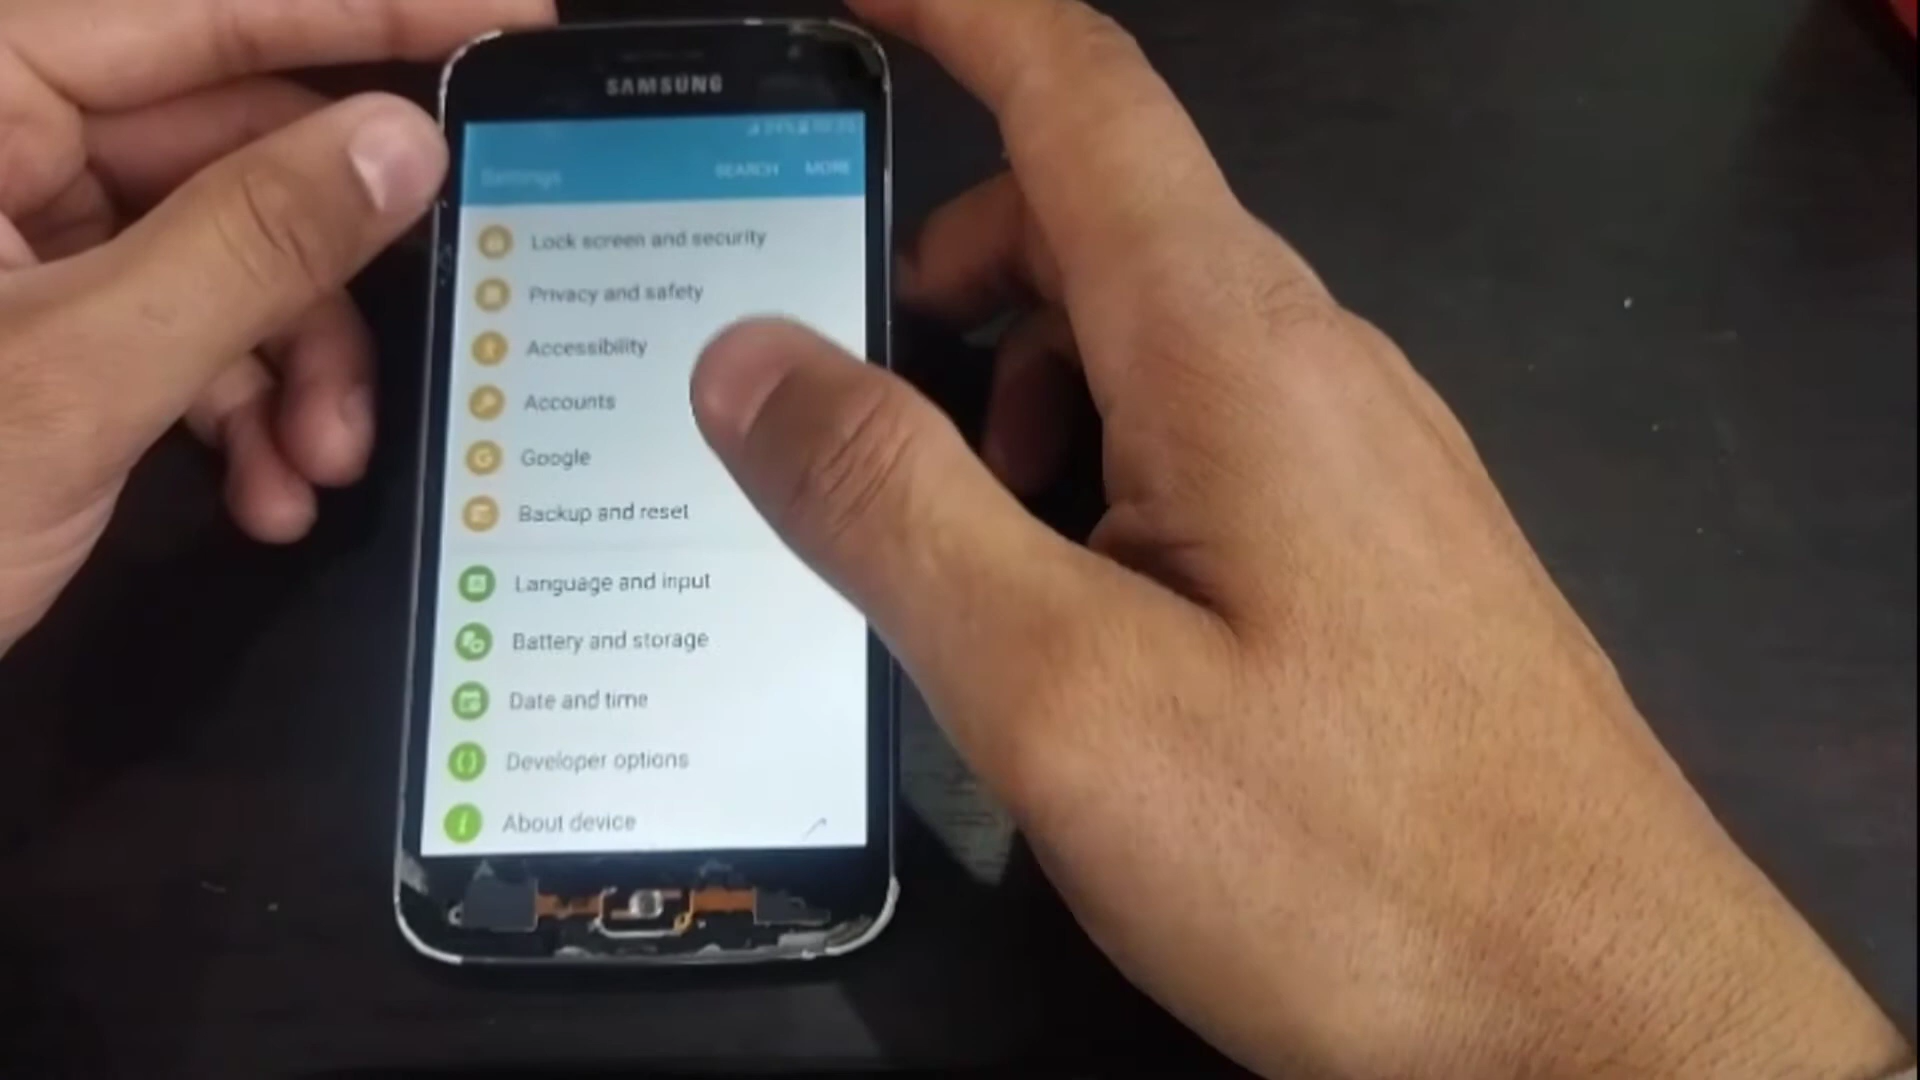 SAMSUNG
Settings SEARCH MORE
Lock screen and security
Privacy and safety
Accessibility
Accounts
Google
Backup and reset
Language and input
Battery and storage
Date and time
Developer options
About device